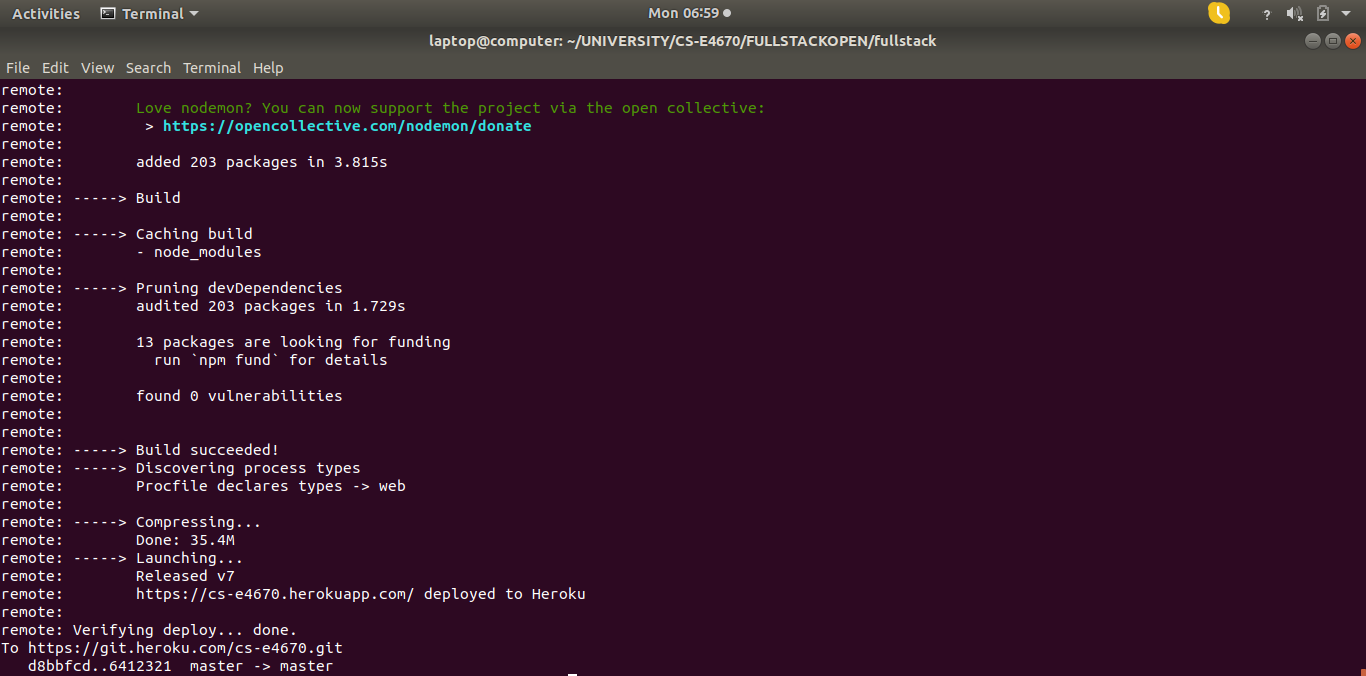 Activities Terminal Mon 06:59 ?
laptop@computer: ~/UNIVERSITY/CS-E4670/FULLSTACKOPEN/fullstack
File Edit View Search Terminal Help
remote:
remote:        Love nodemon? You can now support the project via the open collective:
remote:         > https://opencollective.com/nodemon/donate
remote:
remote:        added 203 packages in 3.815s
remote:
remote: -----> Build
remote:
remote: -----> Caching build
remote:        - node_modules
remote:
remote: -----> Pruning devDependencies
remote:        audited 203 packages in 1.729s
remote:
remote:        13 packages are looking for funding
remote:          run `npm fund` for details
remote:
remote:        found 0 vulnerabilities
remote:
remote:
remote: -----> Build succeeded!
remote: -----> Discovering process types
remote:        Procfile declares types -> web
remote:
remote: -----> Compressing...
remote:        Done: 35.4M
remote: -----> Launching...
remote:        Released v7
remote:        https://cs-e4670.herokuapp.com/ deployed to Heroku
remote:
remote: Verifying deploy... done.
To https://git.heroku.com/cs-e4670.git
   d8bbfcd..6412321  master -> master